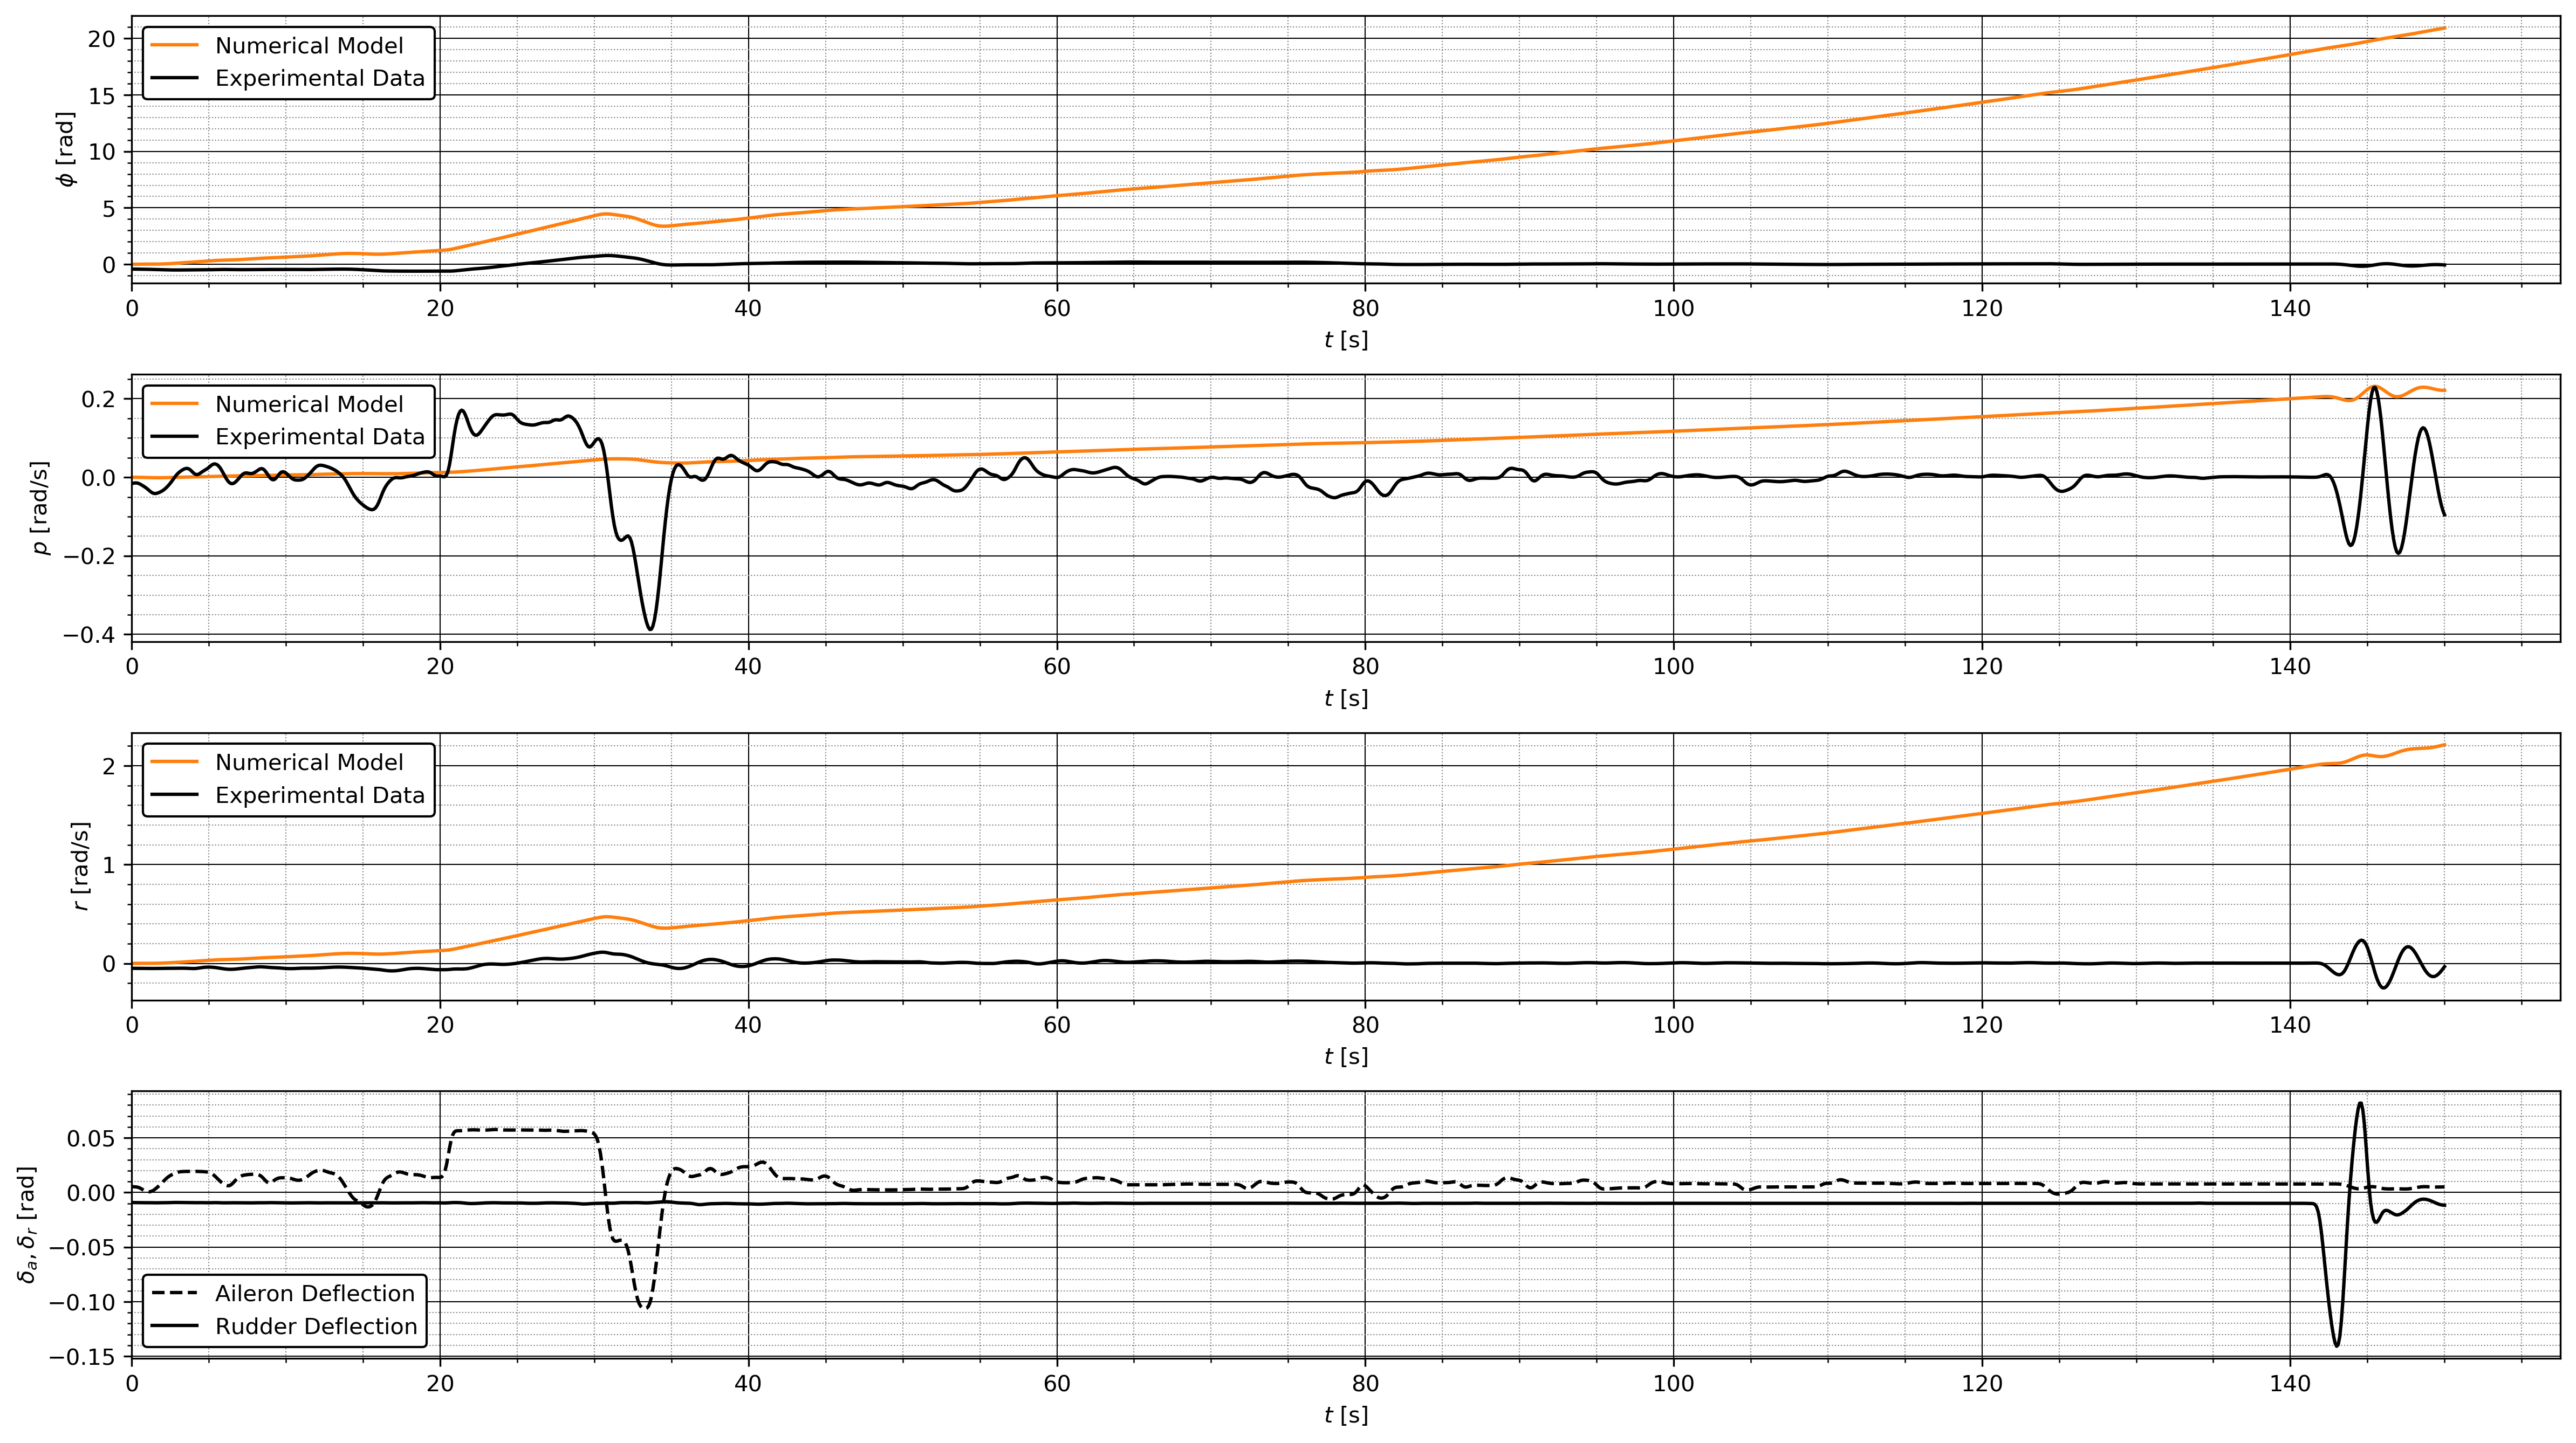 20
15
10
5
0
ϕ [rad]
Numerical Model
Experimental Data
0 20 40 60 80 100 120 140
t [s]
0.2
0.0
−0.2
−0.4
p [rad/s]
Numerical Model
Experimental Data
0 20 40 60 80 100 120 140
t [s]
2
1
0
r [rad/s]
Numerical Model
Experimental Data
0 20 40 60 80 100 120 140
t [s]
0.05
0.00
−0.05
−0.10
−0.15
δa, δr [rad]
Aileron Deflection
Rudder Deflection
0 20 40 60 80 100 120 140
t [s]